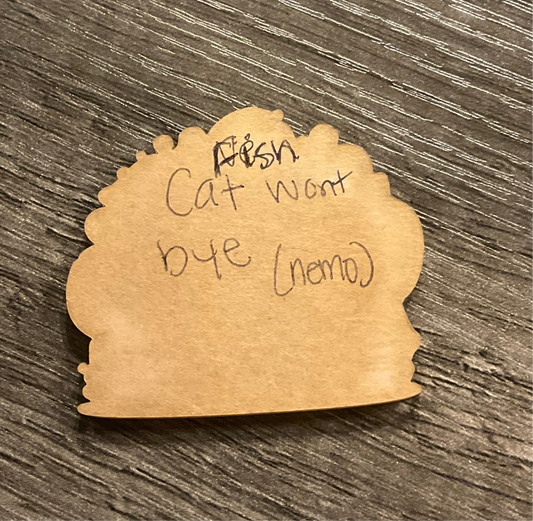 Fish
Cat wont
bye (nemo)